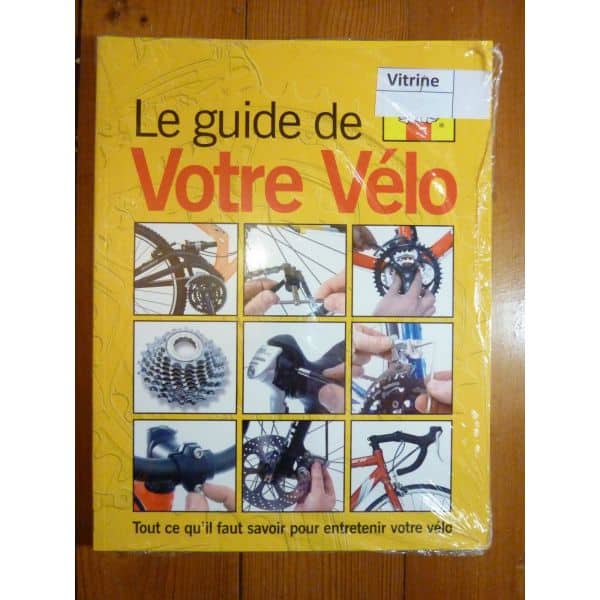 Vitrine
Le guide de
Votre Vélo
Tout ce qu'il faut savoir pour entretenir votre vélo